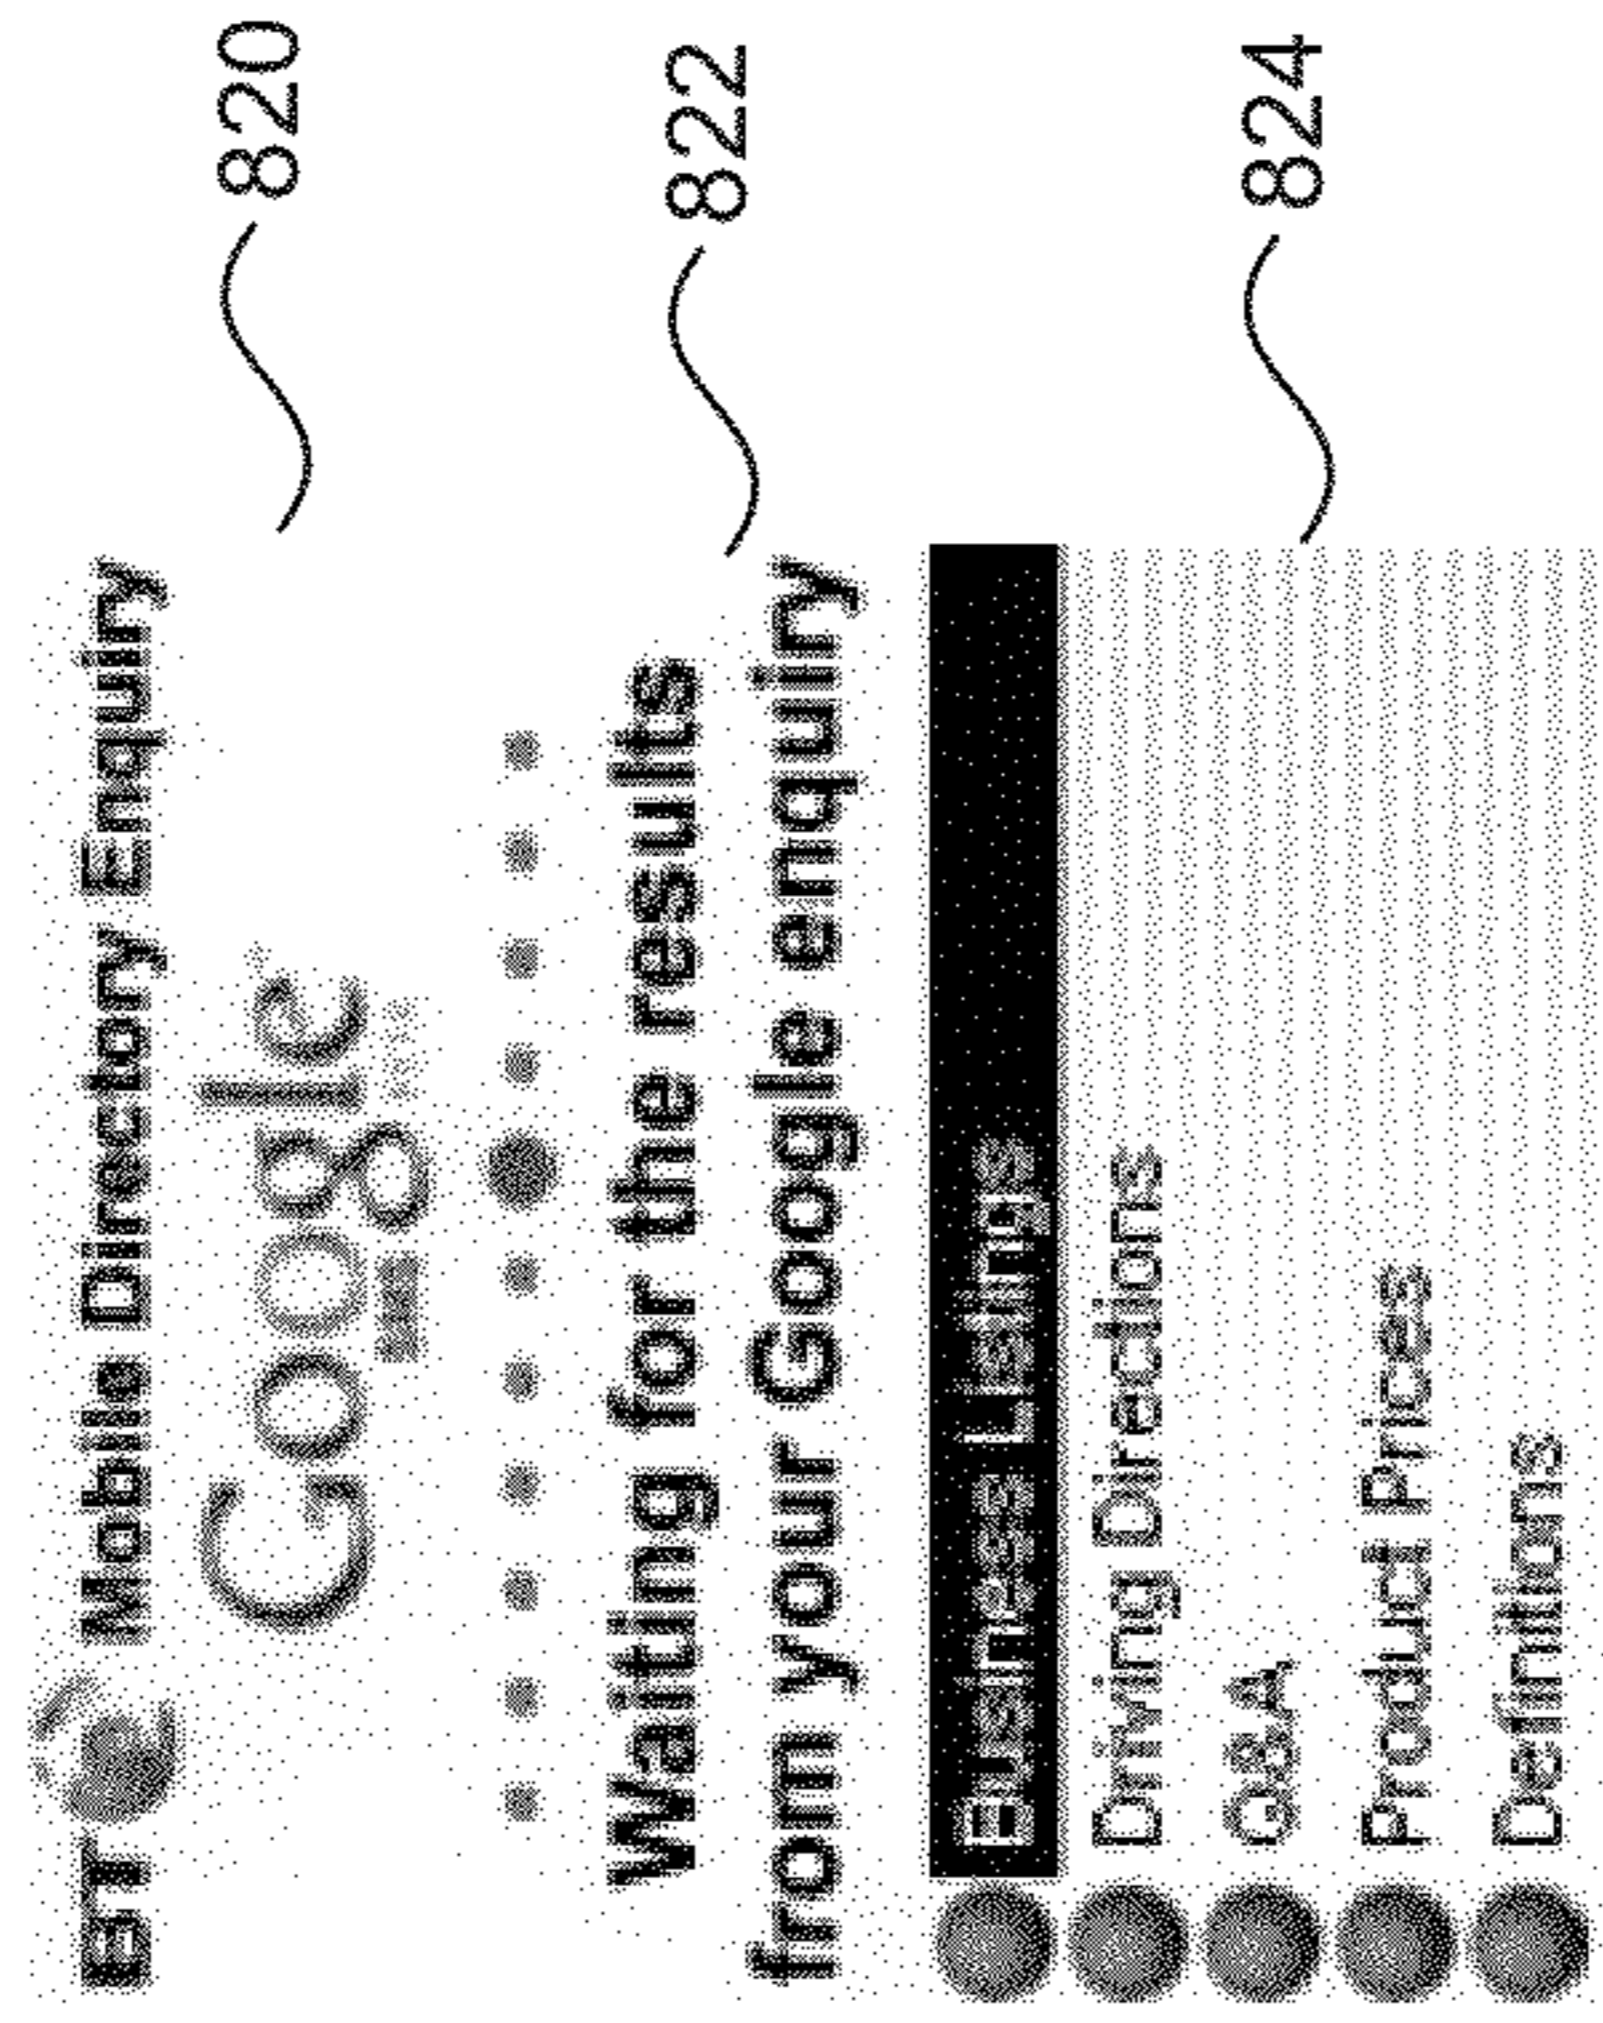 BT Mobile Directory Enquiry
Google
820
Waiting for the results
from your Google enquiry
822
Business Listings
Driving Directions
Q&A
Product Prices
Definitions
824